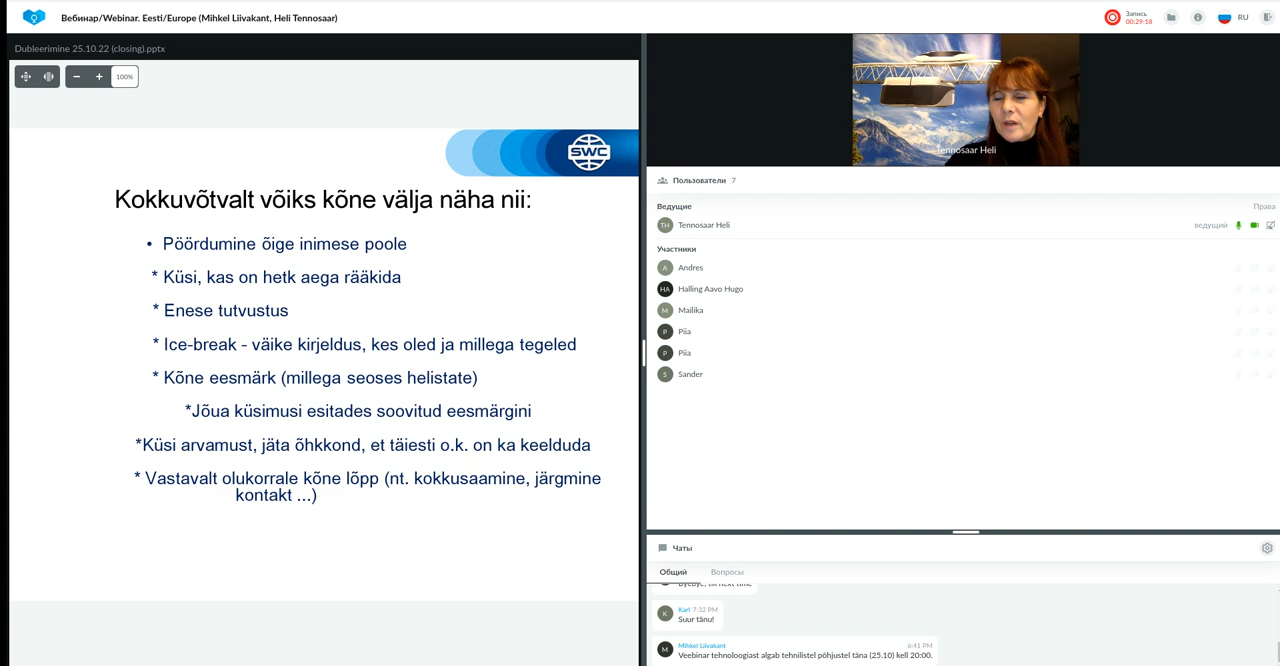 Вебинар/Webinar. Eesti/Europe (Mihkel Liivakant, Heli Tennosaar)
Запись
00:29:18
RU
Dubleerimine 25.10.22 (closing).pptx
100%
SWC
Kokkuvõtvalt võiks kõne välja näha nii:
• Pöördumine õige inimese poole
* Küsi, kas on hetk aega rääkida
* Enese tutvustus
* Ice-break - väike kirjeldus, kes oled ja millega tegeled
* Kõne eesmärk (millega seoses helistate)
*Jõua küsimusi esitades soovitud eesmärgini
*Küsi arvamust, jäta õhkkond, et täiesti o.k. on ka keelduda
* Vastavalt olukorrale kõne lõpp (nt. kokkusaamine, järgmine
kontakt ...)
Tennosaar Heli
Пользователи 7
Ведущие Права
TH Tennosaar Heli ведущий
Участники
A Andres
HA Halling Aavo Hugo
M Mailika
P Piia
P Piia
S Sander
Чаты
Общий Вопросы
Byebye, till next time
K Karl 7:32 PM
Suur tänu!
M Mihkel Liivakant 6:41 PM
Veebinar tehnoloogiast algab tehnilistel põhjustel täna (25.10) kell 20:00.